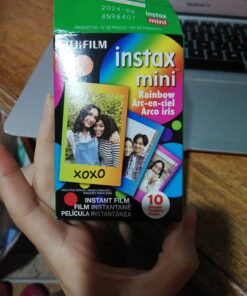 2024-06
4N98407
instax
mini
FUJIFILM
instax
mini
Rainbow
Arc-en-ciel
Arco iris
XOXO
10
INSTANT FILM
FILM INSTANTANÉ
PELÍCULA INSTANTÁNEA